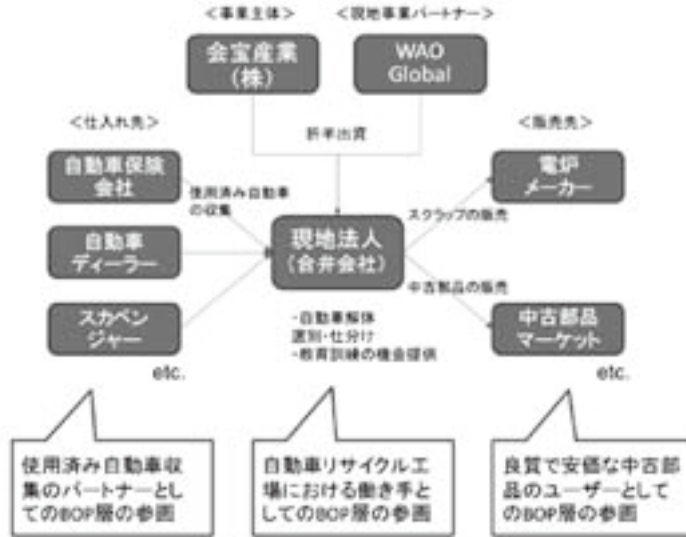 <事業主体>
<現地事業パートナー>
会宝産業
(株)
WAO
Global
<仕入れ先>
折半出資
<販売先>
自動車保険
会社
使用済み自動車
の収集
電炉
メーカー
スクラップの販売
自動車
ディーラー
現地法人
(合弁会社)
中古部品の販売
スカベン
ジャー
・自動車解体
選別・仕分け
・教育訓練の機会提供
中古部品
マーケット
etc.
etc.
使用済み自動車収
集のパートナーとし
てのBOP層の参画
自動車リサイクル工
場における働き手と
してのBOP層の参画
良質で安価な中古部
品のユーザーとして
のBOP層の参画